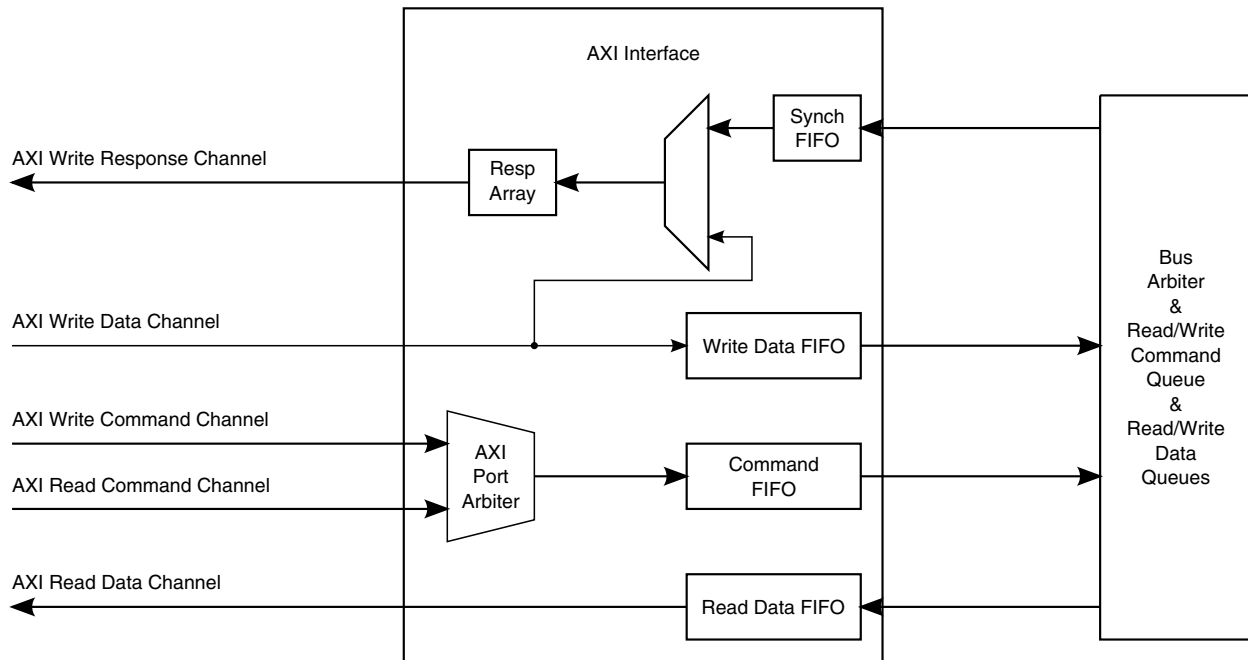 AXI Interface
Synch
FIFO
AXI Write Response Channel
Resp
Array
AXI Write Data Channel
Write Data FIFO
AXI Write Command Channel
AXI Read Command Channel
AXI
Port
Arbiter
Command
FIFO
AXI Read Data Channel
Read Data FIFO
Bus
Arbiter
&
Read/Write
Command
Queue
&
Read/Write
Data
Queues